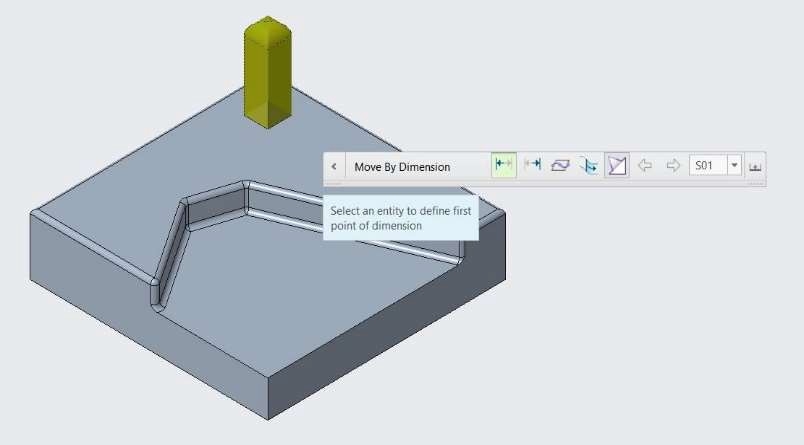 Move By Dimension
S01
Select an entity to define first
point of dimension